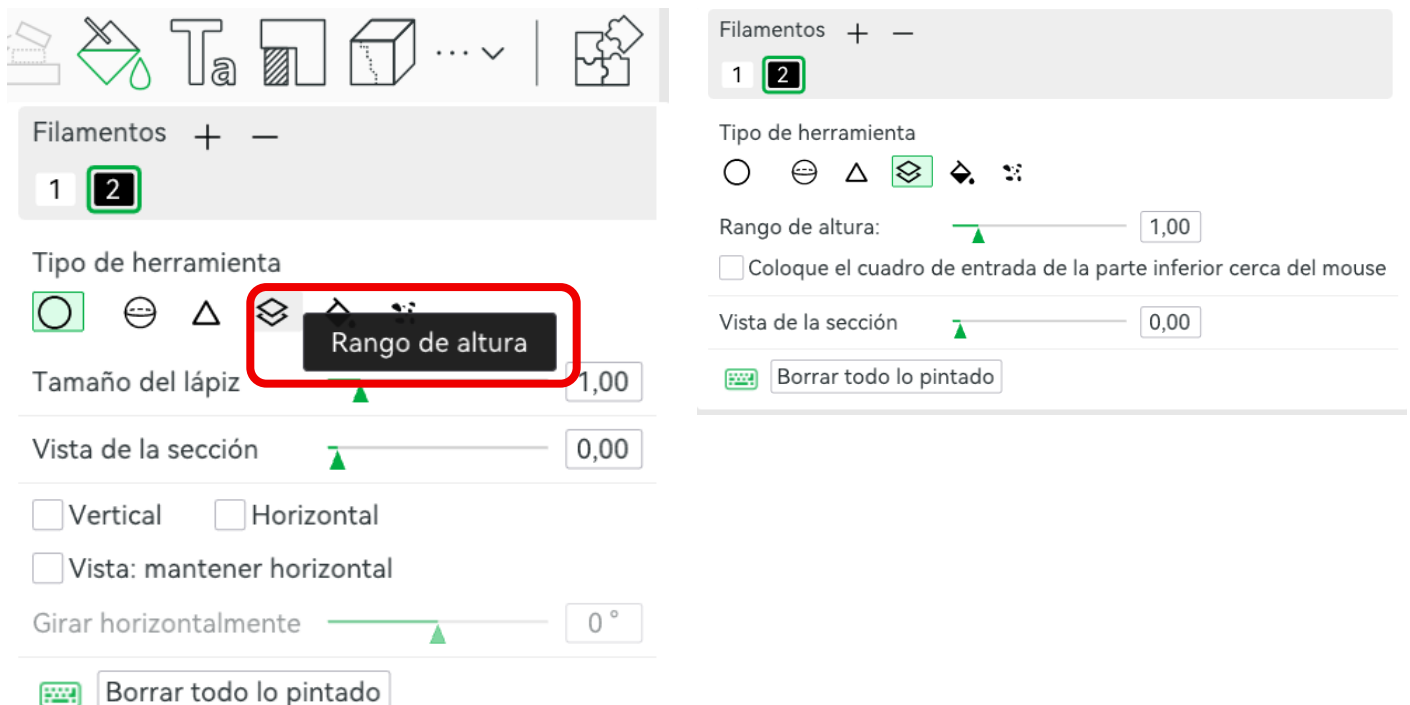 Ta
Filamentos + −
1 2
Tipo de herramienta
Rango de altura
Tamaño del lápiz 1,00
Vista de la sección 0,00
Vertical Horizontal
Vista: mantener horizontal
Girar horizontalmente 0 °
Borrar todo lo pintado
Filamentos + −
1 2
Tipo de herramienta
Rango de altura: 1,00
Coloque el cuadro de entrada de la parte inferior cerca del mouse
Vista de la sección 0,00
Borrar todo lo pintado